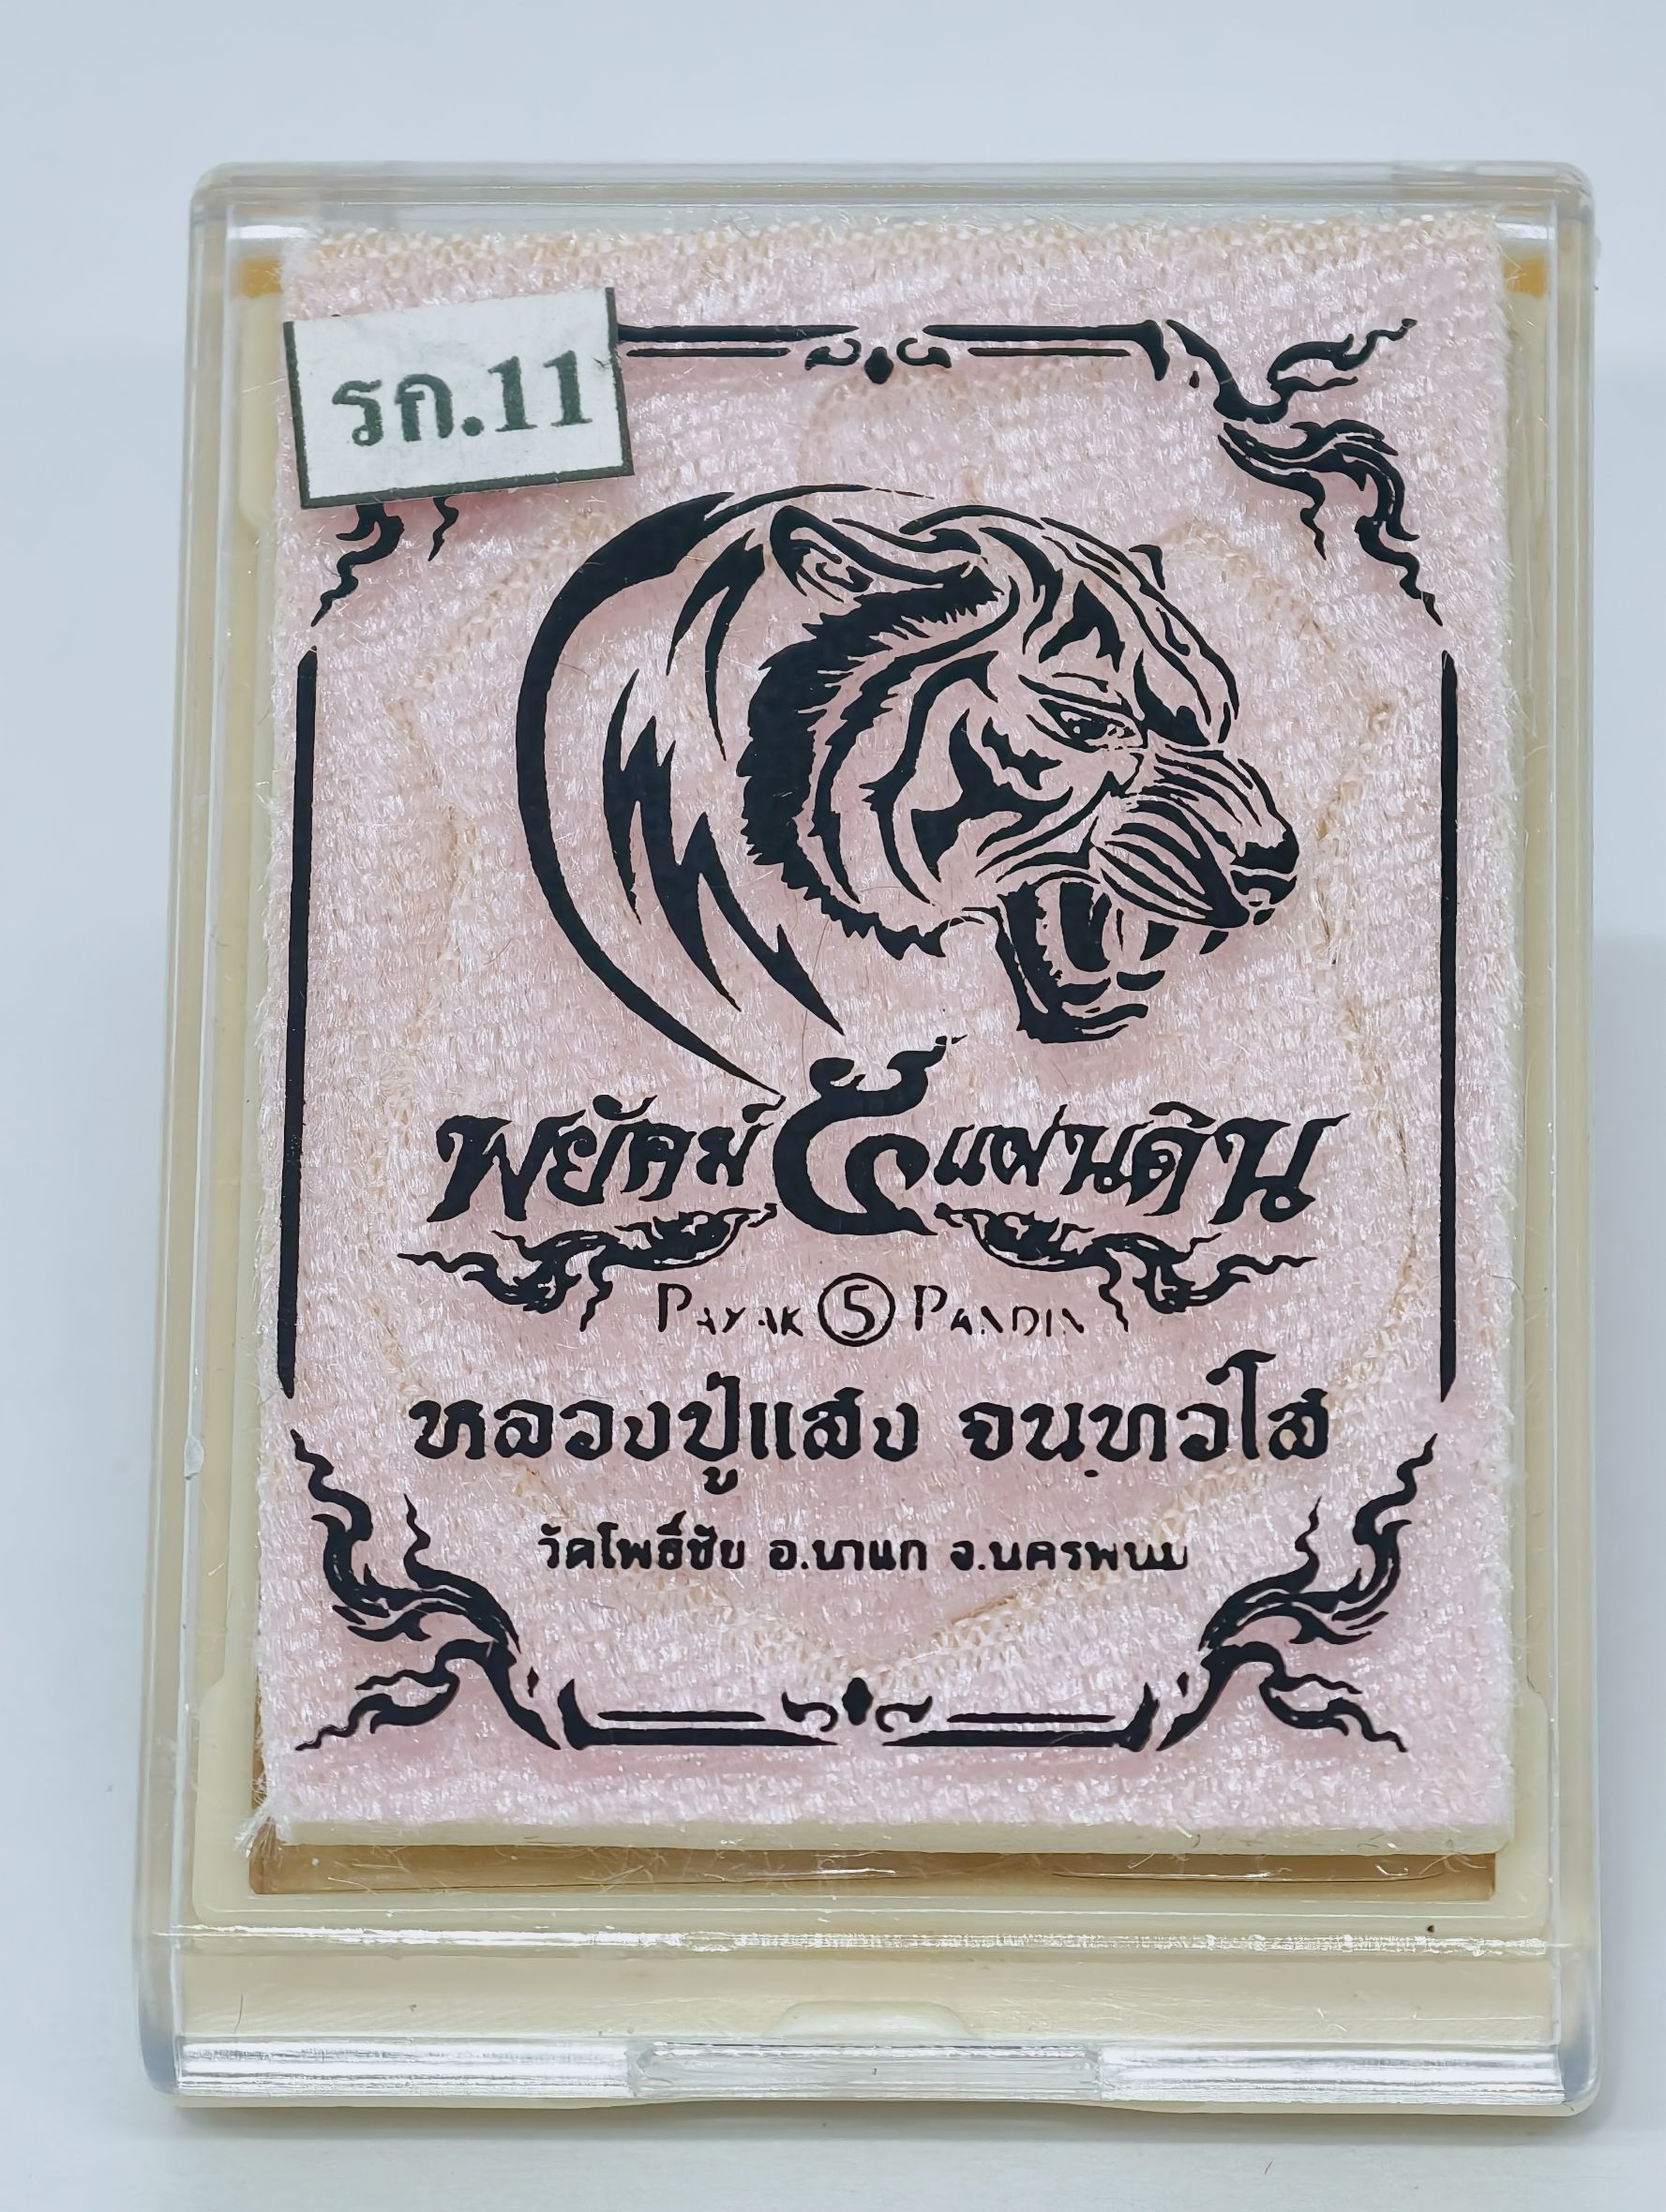 รก.11
พยัคฆ์ ๕ แผ่นดิน
PAYAK 5 PANDIN
หลวงปู่แสง จนฺทวํโส
วัดโพธิ์ชัย อ.นาแก จ.นครพนม